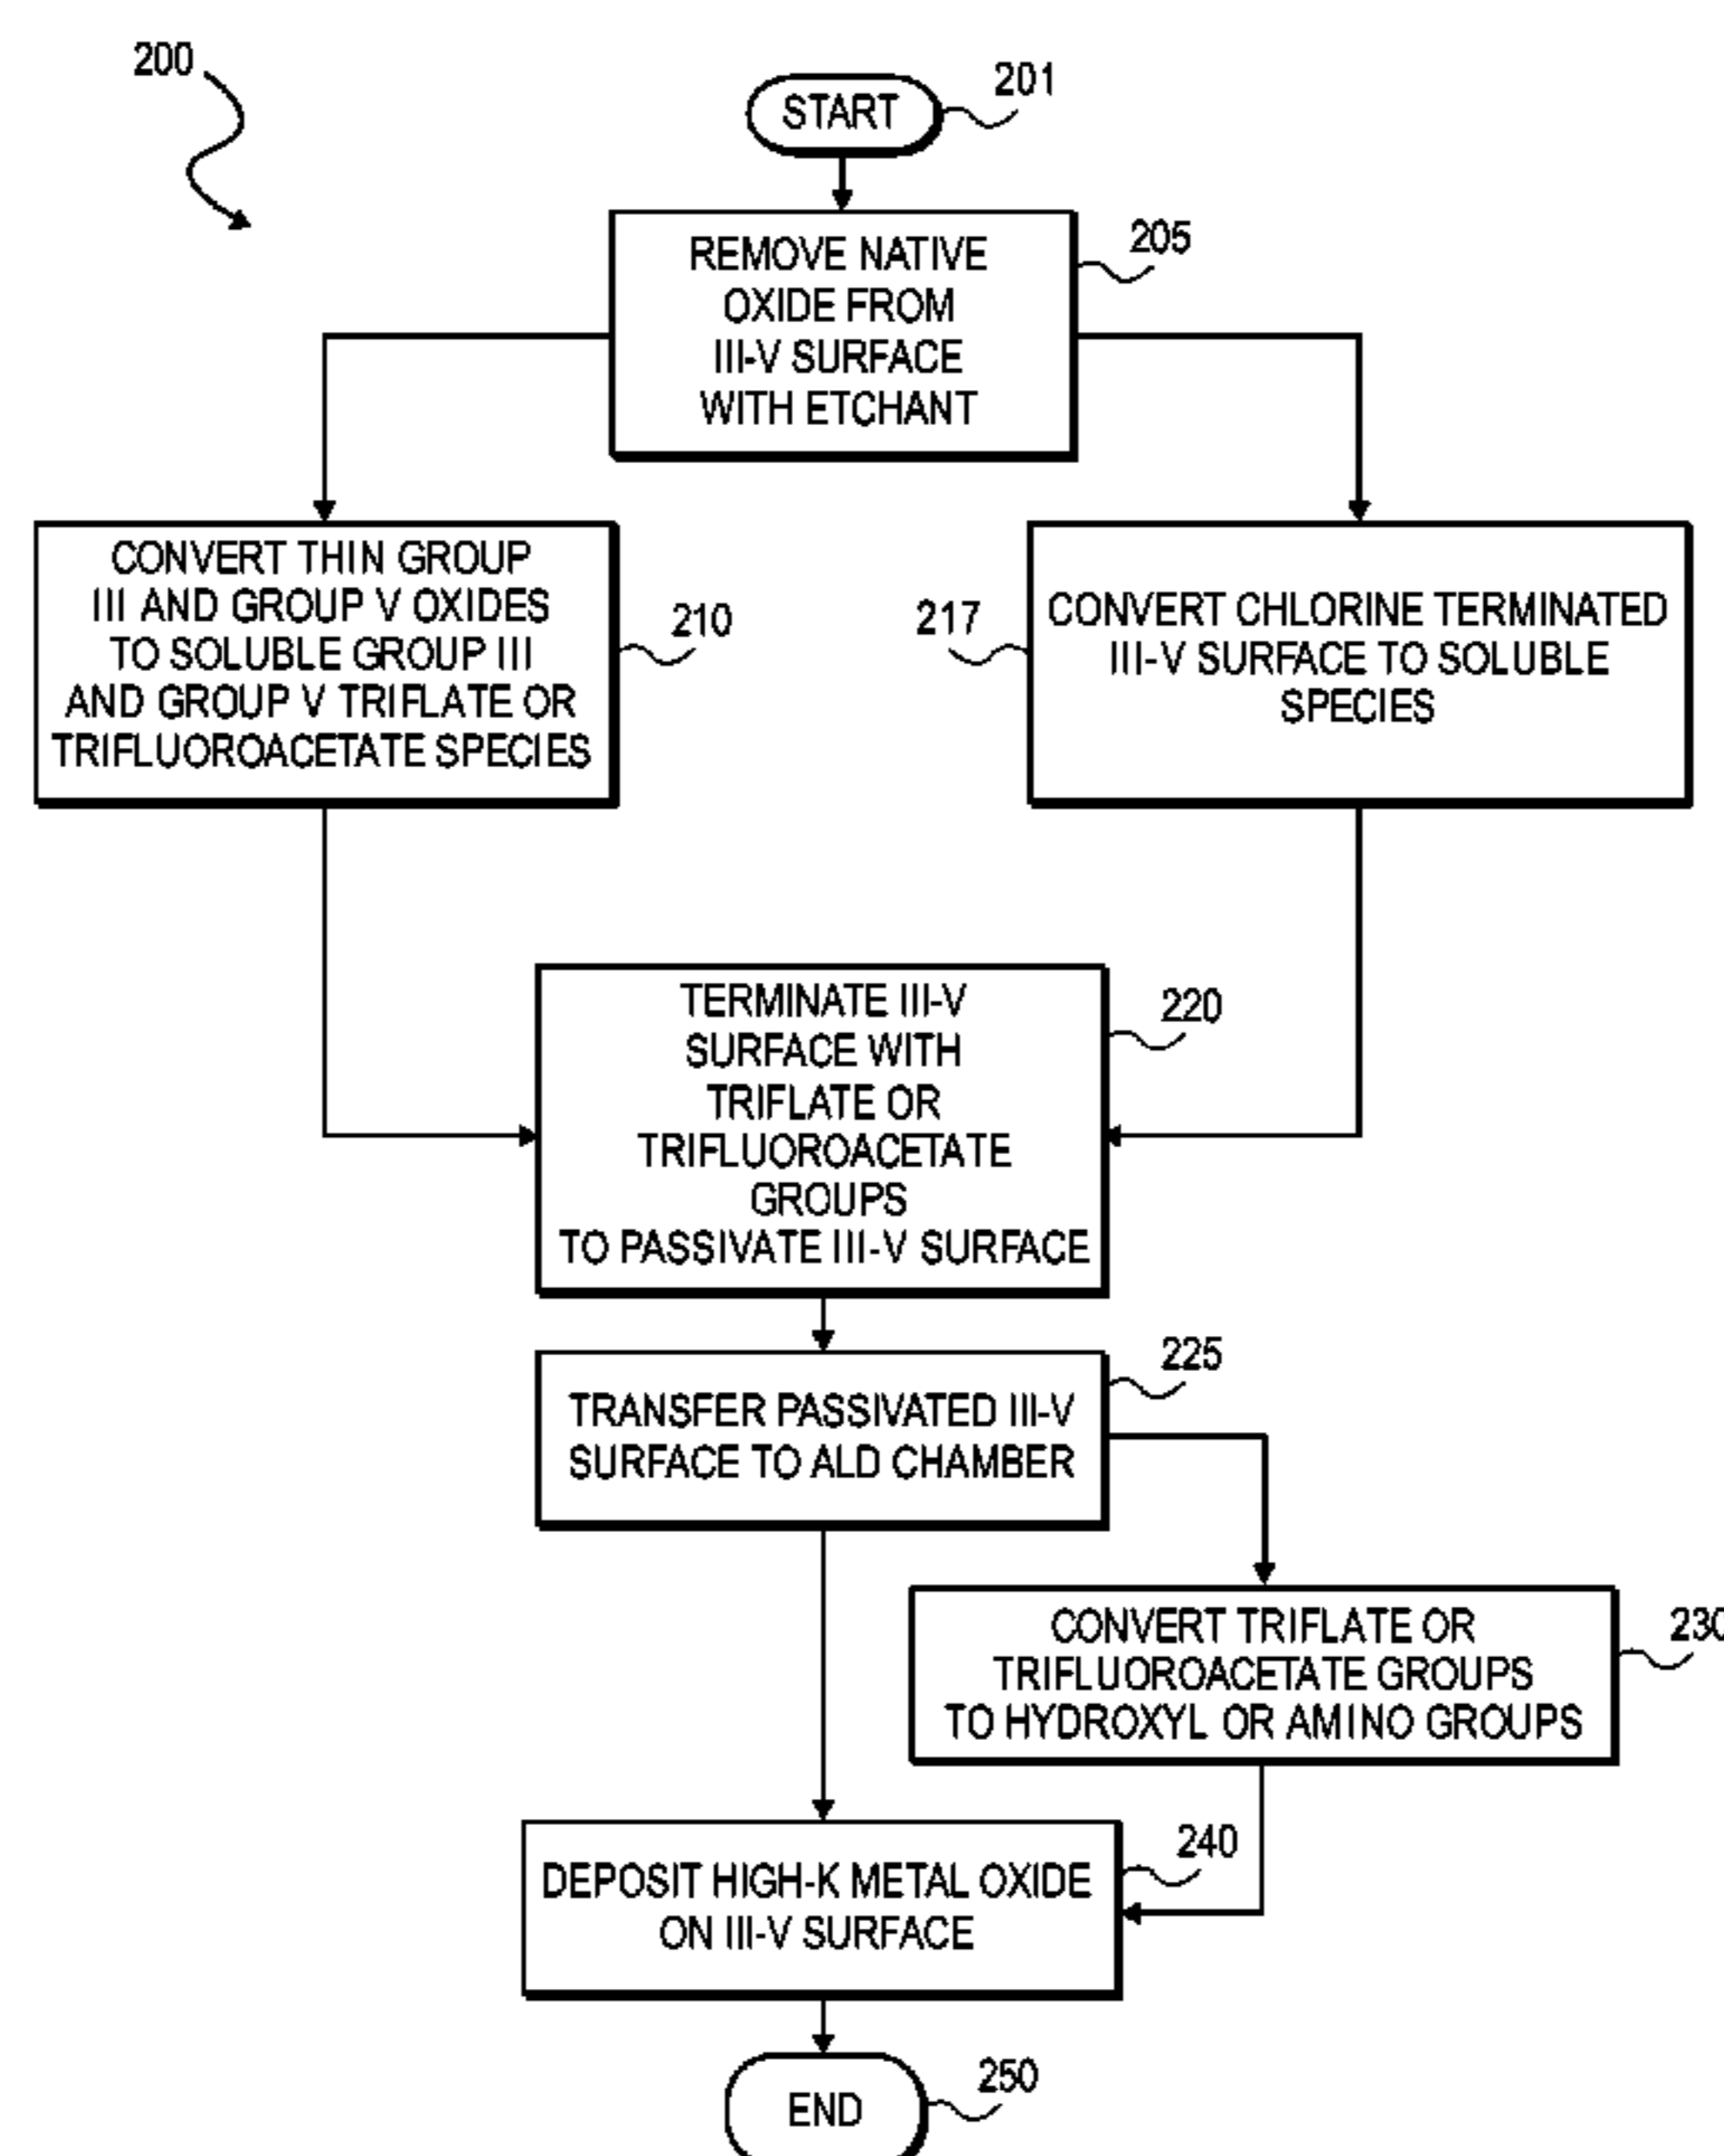 200
START
201
REMOVE NATIVE
OXIDE FROM
III-V SURFACE
WITH ETCHANT
205
CONVERT THIN GROUP
III AND GROUP V OXIDES
TO SOLUBLE GROUP III
AND GROUP V TRIFLATE OR
TRIFLUOROACETATE SPECIES
210
217
CONVERT CHLORINE TERMINATED
III-V SURFACE TO SOLUBLE
SPECIES
TERMINATE III-V
SURFACE WITH
TRIFLATE OR
TRIFLUOROACETATE
GROUPS
TO PASSIVATE III-V SURFACE
220
TRANSFER PASSIVATED III-V
SURFACE TO ALD CHAMBER
225
CONVERT TRIFLATE OR
TRIFLUOROACETATE GROUPS
TO HYDROXYL OR AMINO GROUPS
230
DEPOSIT HIGH-K METAL OXIDE
ON III-V SURFACE
240
END
250